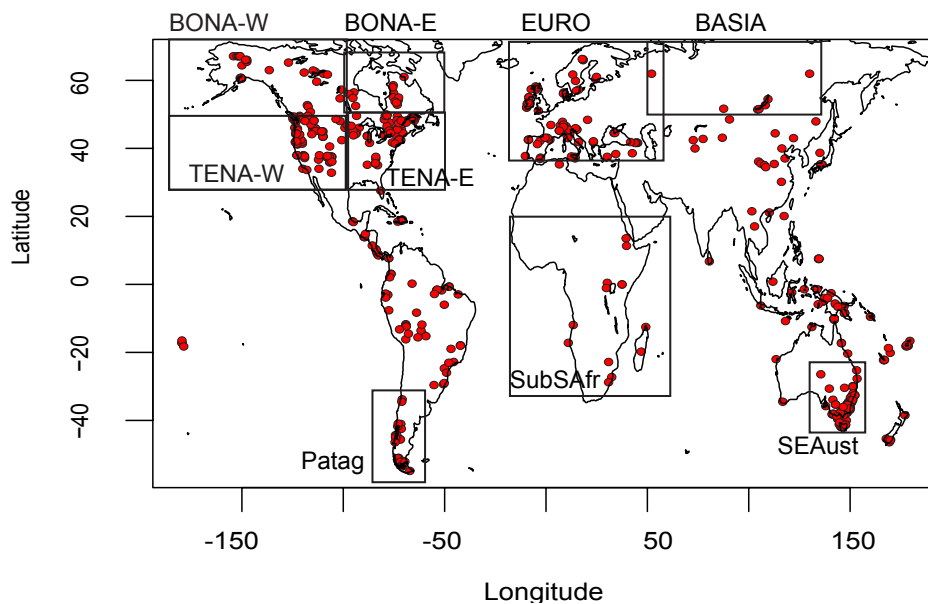 BONA-W BONA-E EURO BASIA
TENA-W TENA-E
SubSAfr
Patag
SEAust
Latitude
60
40
20
0
-20
-40
-150 -50 50 150
Longitude